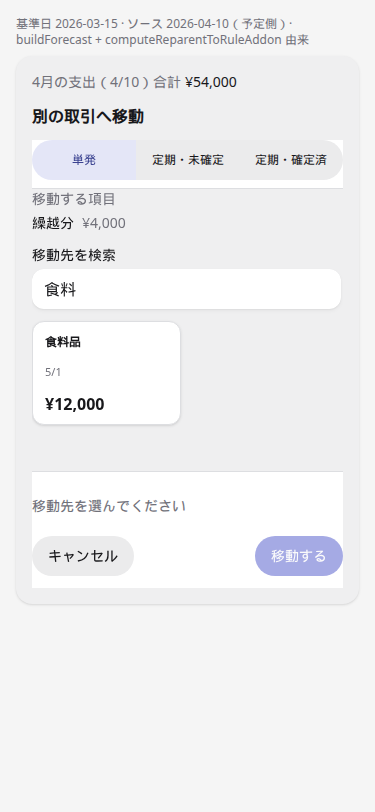 基準日 2026-03-15 · ソース 2026-04-10（予定側）·
buildForecast + computeReparentToRuleAddon 由来
4月の支出（4/10）合計 ¥54,000
別の取引へ移動
単発 定期・未確定 定期・確定済
移動する項目
繰越分 ¥4,000
移動先を検索
食料
食料品
5/1
¥12,000
移動先を選んでください
キャンセル 移動する